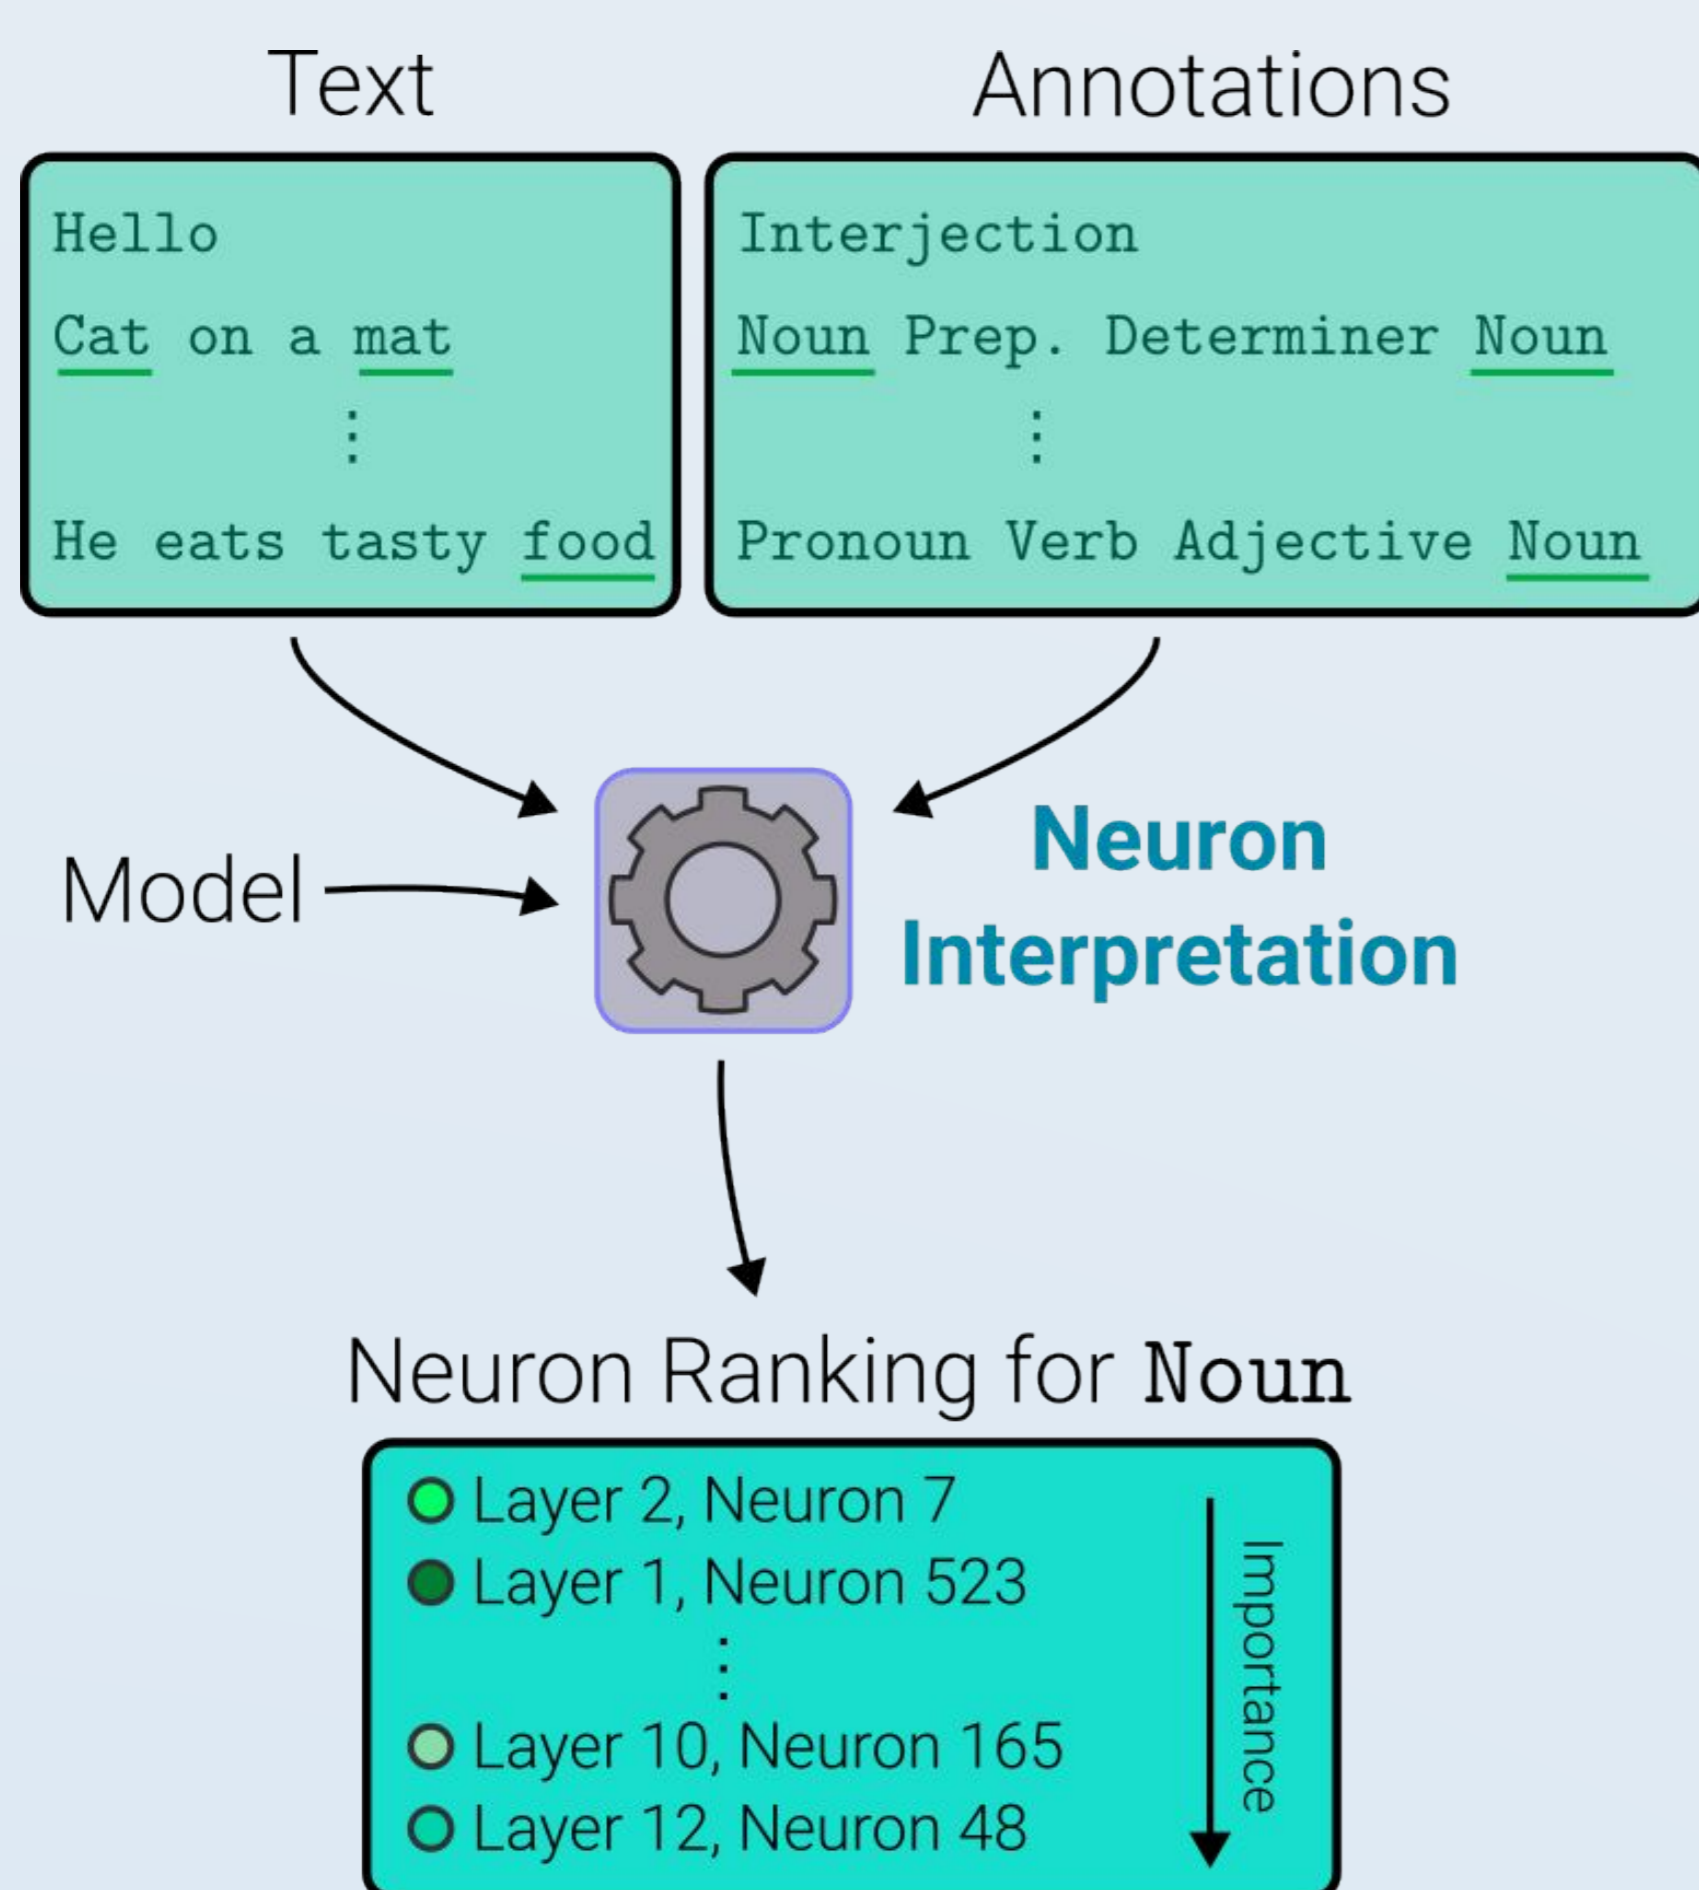 Text
Hello
Cat on a mat
⋮
He eats tasty food
Annotations
Interjection
Noun Prep. Determiner Noun
⋮
Pronoun Verb Adjective Noun
Model
Neuron
Interpretation
Neuron Ranking for Noun
Layer 2, Neuron 7
Layer 1, Neuron 523
⋮
Layer 10, Neuron 165
Layer 12, Neuron 48
Importance